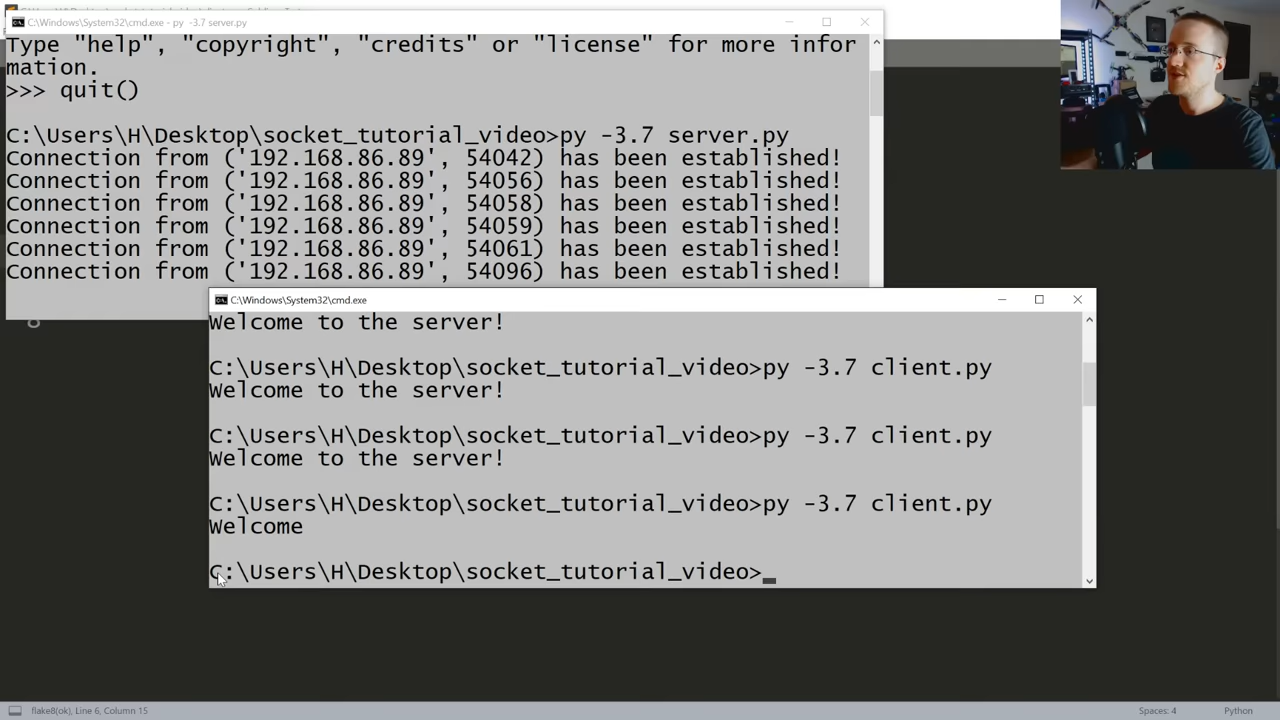 C:\Windows\System32\cmd.exe - py -3.7 server.py
Type "help", "copyright", "credits" or "license" for more infor
mation.
>>> quit()
C:\Users\H\Desktop\socket_tutorial_video>py -3.7 server.py
Connection from ('192.168.86.89', 54042) has been established!
Connection from ('192.168.86.89', 54056) has been established!
Connection from ('192.168.86.89', 54058) has been established!
Connection from ('192.168.86.89', 54059) has been established!
Connection from ('192.168.86.89', 54061) has been established!
Connection from ('192.168.86.89', 54096) has been established!
C:\Windows\System32\cmd.exe
Welcome to the server!
C:\Users\H\Desktop\socket_tutorial_video>py -3.7 client.py
Welcome to the server!
C:\Users\H\Desktop\socket_tutorial_video>py -3.7 client.py
Welcome to the server!
C:\Users\H\Desktop\socket_tutorial_video>py -3.7 client.py
Welcome
C:\Users\H\Desktop\socket_tutorial_video>
flake8(ok), Line 6, Column 15
Spaces: 4
Python